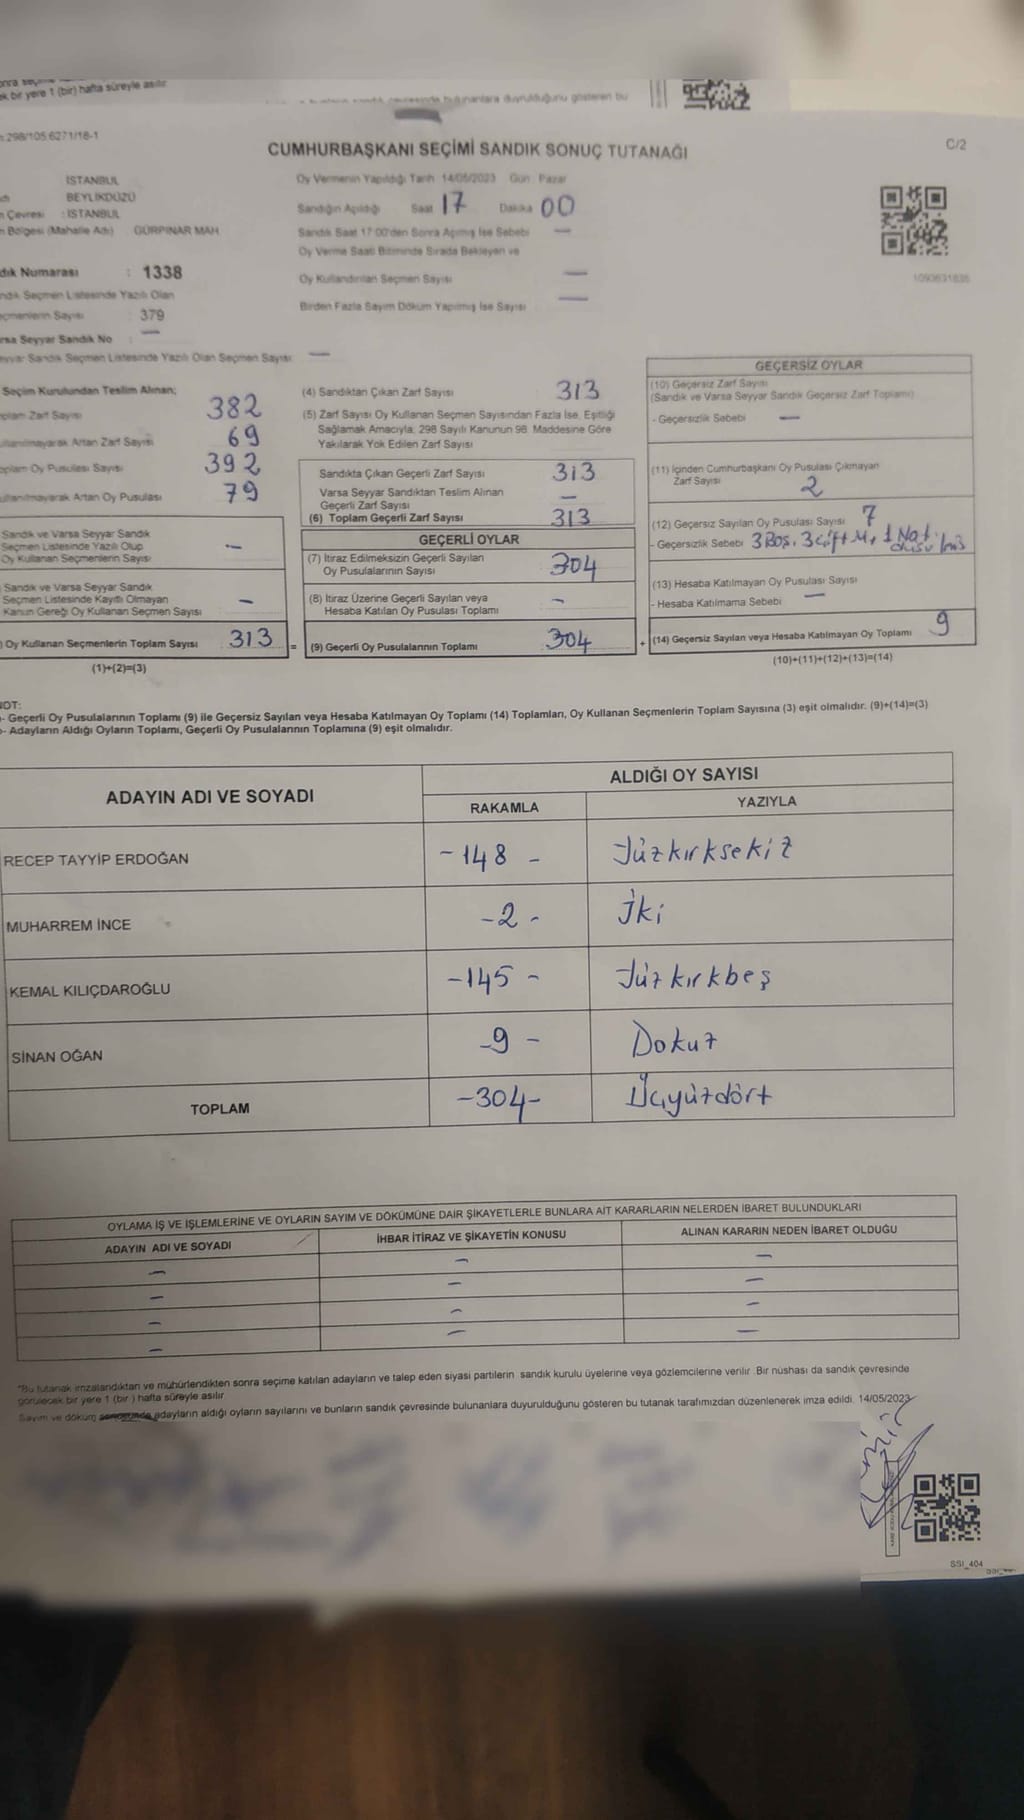 ek bir yere 1 (bir) hafta süreyle asılır
bulunanlara duyurulduğunu gösteren bu
298/105.6271/18-1
C/2
CUMHURBAŞKANI SEÇİMİ SANDIK SONUÇ TUTANAĞI
İSTANBUL
BEYLİKDÜZÜ
Çevresi : İSTANBUL
Bölgesi (Mahalle Adı) GÜRPINAR MAH.
dık Numarası : 1338
ndık Seçmen Listesinde Yazılı Olan
çmenlerin Sayısı : 379
rsa Seyyar Sandık No : —
eyyar Sandık Seçmen Listesinde Yazılı Olan Seçmen Sayısı: —
Oy Vermenin Yapıldığı Tarih: 14/05/2023 Gün: Pazar
Sandığın Açıldığı Saat 17 Dakika 00
Sandık Saat 17:00'den Sonra Açılmış İse Sebebi —
Oy Verme Saati Bitiminde Sırada Bekleyen ve
Oy Kullandırılan Seçmen Sayısı —
Birden Fazla Sayım Döküm Yapılmış İse Sayısı —
1093631835
Seçim Kurulundan Teslim Alınan;
oplam Zarf Sayısı 382
ullanılmayarak Artan Zarf Sayısı 69
oplam Oy Pusulası Sayısı 392
ullanılmayarak Artan Oy Pusulası 79
Sandık ve Varsa Seyyar Sandık
Seçmen Listesinde Yazılı Olup
Oy Kullanan Seçmenlerin Sayısı —
Sandık ve Varsa Seyyar Sandık
Seçmen Listesinde Kayıtlı Olmayan
Kanun Gereği Oy Kullanan Seçmen Sayısı —
) Oy Kullanan Seçmenlerin Toplam Sayısı 313 =
(1)+(2)=(3)
(4) Sandıktan Çıkan Zarf Sayısı 313
(5) Zarf Sayısı Oy Kullanan Seçmen Sayısından Fazla İse, Eşitliği
Sağlamak Amacıyla, 298 Sayılı Kanunun 98. Maddesine Göre
Yakılarak Yok Edilen Zarf Sayısı
Sandıkta Çıkan Geçerli Zarf Sayısı 313
Varsa Seyyar Sandıktan Teslim Alınan
Geçerli Zarf Sayısı —
(6) Toplam Geçerli Zarf Sayısı 313
GEÇERLİ OYLAR
(7) İtiraz Edilmeksizin Geçerli Sayılan
Oy Pusulalarının Sayısı 304
(8) İtiraz Üzerine Geçerli Sayılan veya
Hesaba Katılan Oy Pusulası Toplamı —
(9) Geçerli Oy Pusulalarının Toplamı 304 +
GEÇERSİZ OYLAR
(10) Geçersiz Zarf Sayısı
(Sandık ve Varsa Seyyar Sandık Geçersiz Zarf Toplamı)
- Geçersizlik Sebebi —
(11) İçinden Cumhurbaşkanı Oy Pusulası Çıkmayan
Zarf Sayısı 2
(12) Geçersiz Sayılan Oy Pusulası Sayısı 7
- Geçersizlik Sebebi 3 Boş, 3 Çift M, 1 Not
(13) Hesaba Katılmayan Oy Pusulası Sayısı
- Hesaba Katılmama Sebebi —
(14) Geçersiz Sayılan veya Hesaba Katılmayan Oy Toplamı 9
(10)+(11)+(12)+(13)=(14)
NOT:
- Geçerli Oy Pusulalarının Toplamı (9) ile Geçersiz Sayılan veya Hesaba Katılmayan Oy Toplamı (14) Toplamları, Oy Kullanan Seçmenlerin Toplam Sayısına (3) eşit olmalıdır. (9)+(14)=(3)
- Adayların Aldığı Oyların Toplamı, Geçerli Oy Pusulalarının Toplamına (9) eşit olmalıdır.
ADAYIN ADI VE SOYADI
ALDIĞI OY SAYISI
RAKAMLA YAZIYLA
RECEP TAYYİP ERDOĞAN -148- Yüzkırksekiz
MUHARREM İNCE -2- İki
KEMAL KILIÇDAROĞLU -145- Yüzkırkbeş
SİNAN OĞAN -9- Dokuz
TOPLAM -304- Üçyüzdört
OYLAMA İŞ VE İŞLEMLERİNE VE OYLARIN SAYIM VE DÖKÜMÜNE DAİR ŞİKAYETLERLE BUNLARA AİT KARARLARIN NELERDEN İBARET BULUNDUKLARI
ADAYIN ADI VE SOYADI İHBAR İTİRAZ VE ŞİKAYETİN KONUSU ALINAN KARARIN NEDEN İBARET OLDUĞU
— — —
— — —
— — —
— — —
*Bu tutanak imzalandıktan ve mühürlendikten sonra seçime katılan adayların ve talep eden siyasi partilerin sandık kurulu üyelerine veya gözlemcilerine verilir. Bir nüshası da sandık çevresinde
görülecek bir yere 1 (bir ) hafta süreyle asılır
Sayım ve döküm sonucunda adayların aldığı oyların sayılarını ve bunların sandık çevresinde bulunanlara duyurulduğunu gösteren bu tutanak tarafımızdan düzenlenerek imza edildi. 14/05/2023
SSI_404